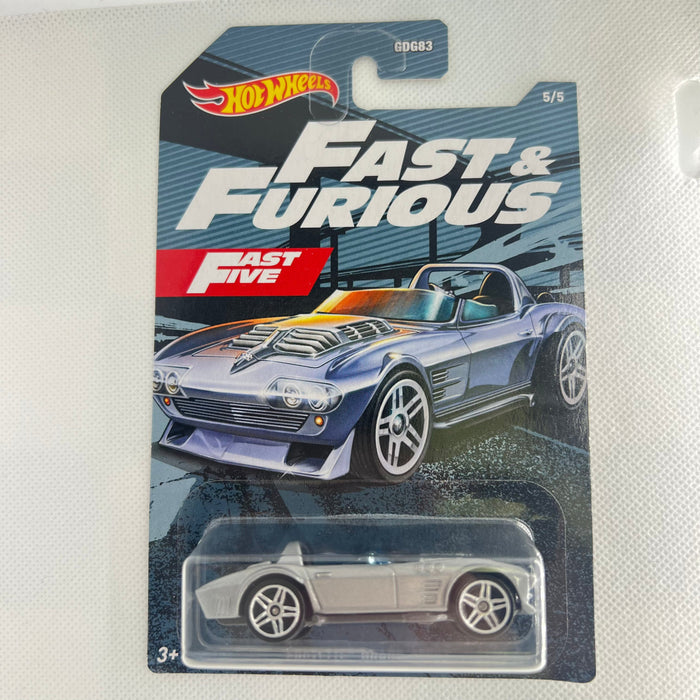 GDG83
HOT WHEELS
5/5
FAST &
FURIOUS
FAST
FIVE
3+